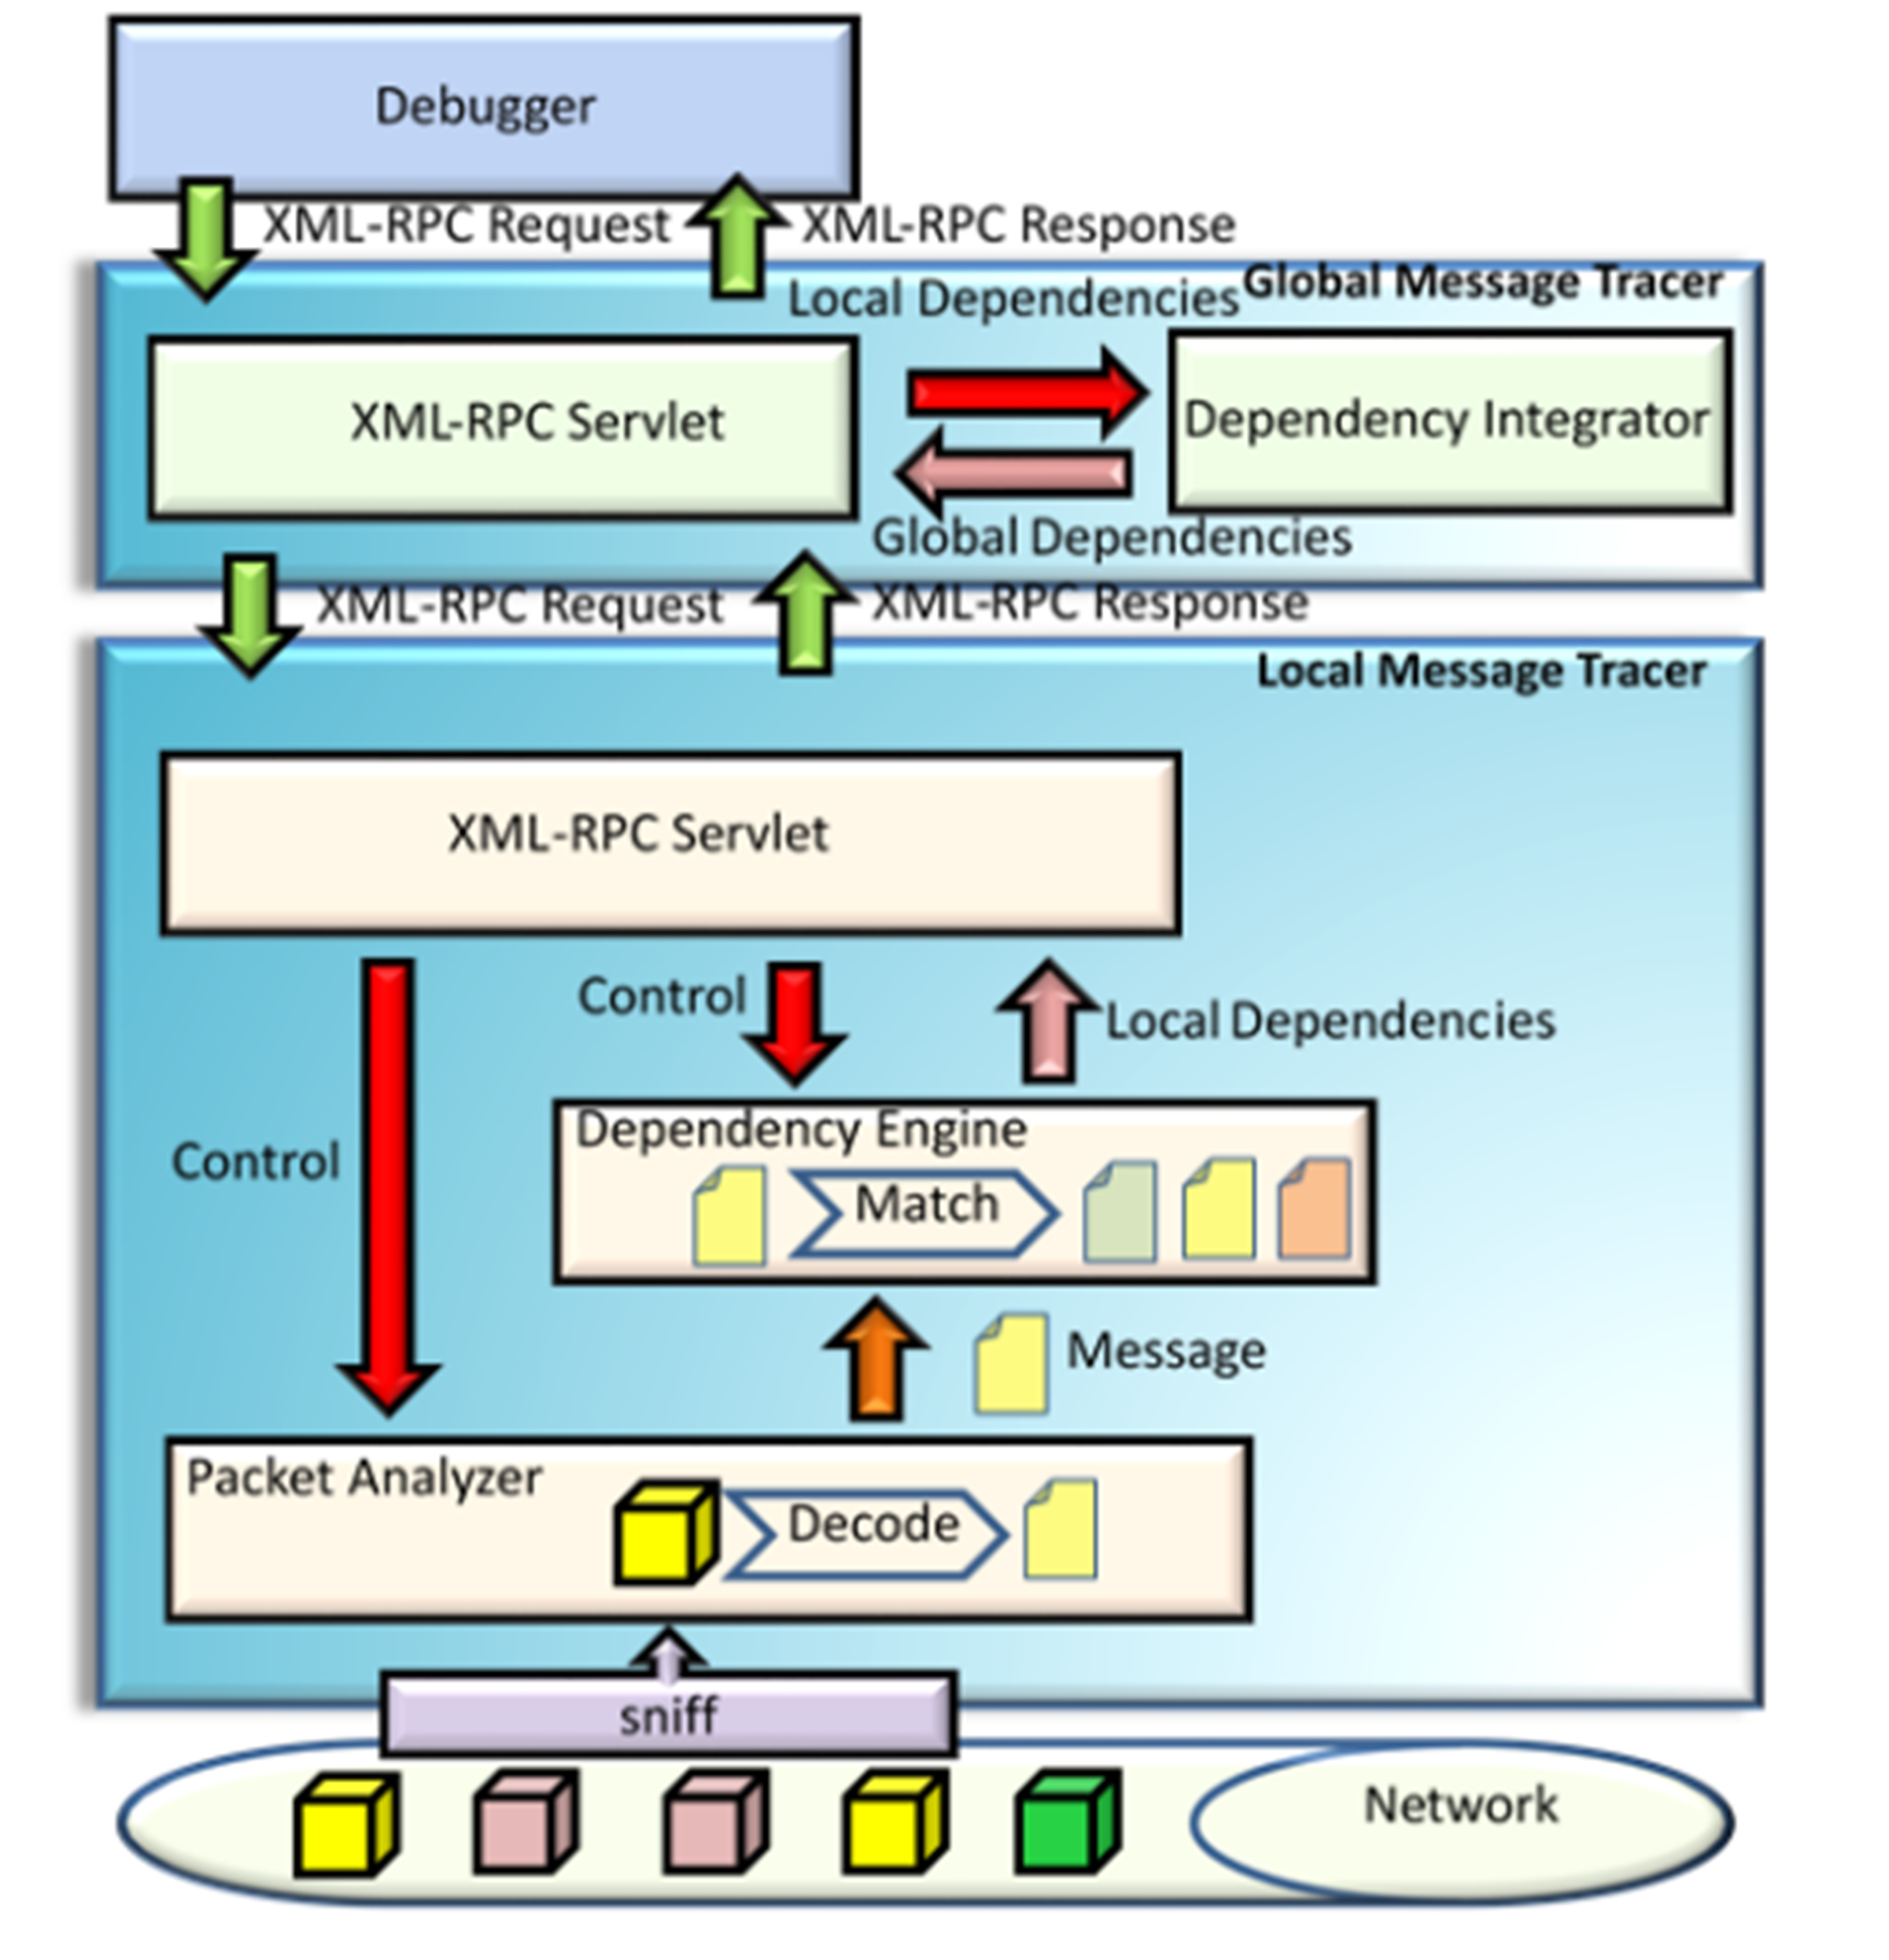 Debugger
XML-RPC Request
XML-RPC Response
Global Message Tracer
Local Dependencies
XML-RPC Servlet
Dependency Integrator
Global Dependencies
XML-RPC Request
XML-RPC Response
Local Message Tracer
XML-RPC Servlet
Control
Local Dependencies
Control
Dependency Engine
Match
Message
Packet Analyzer
Decode
sniff
Network